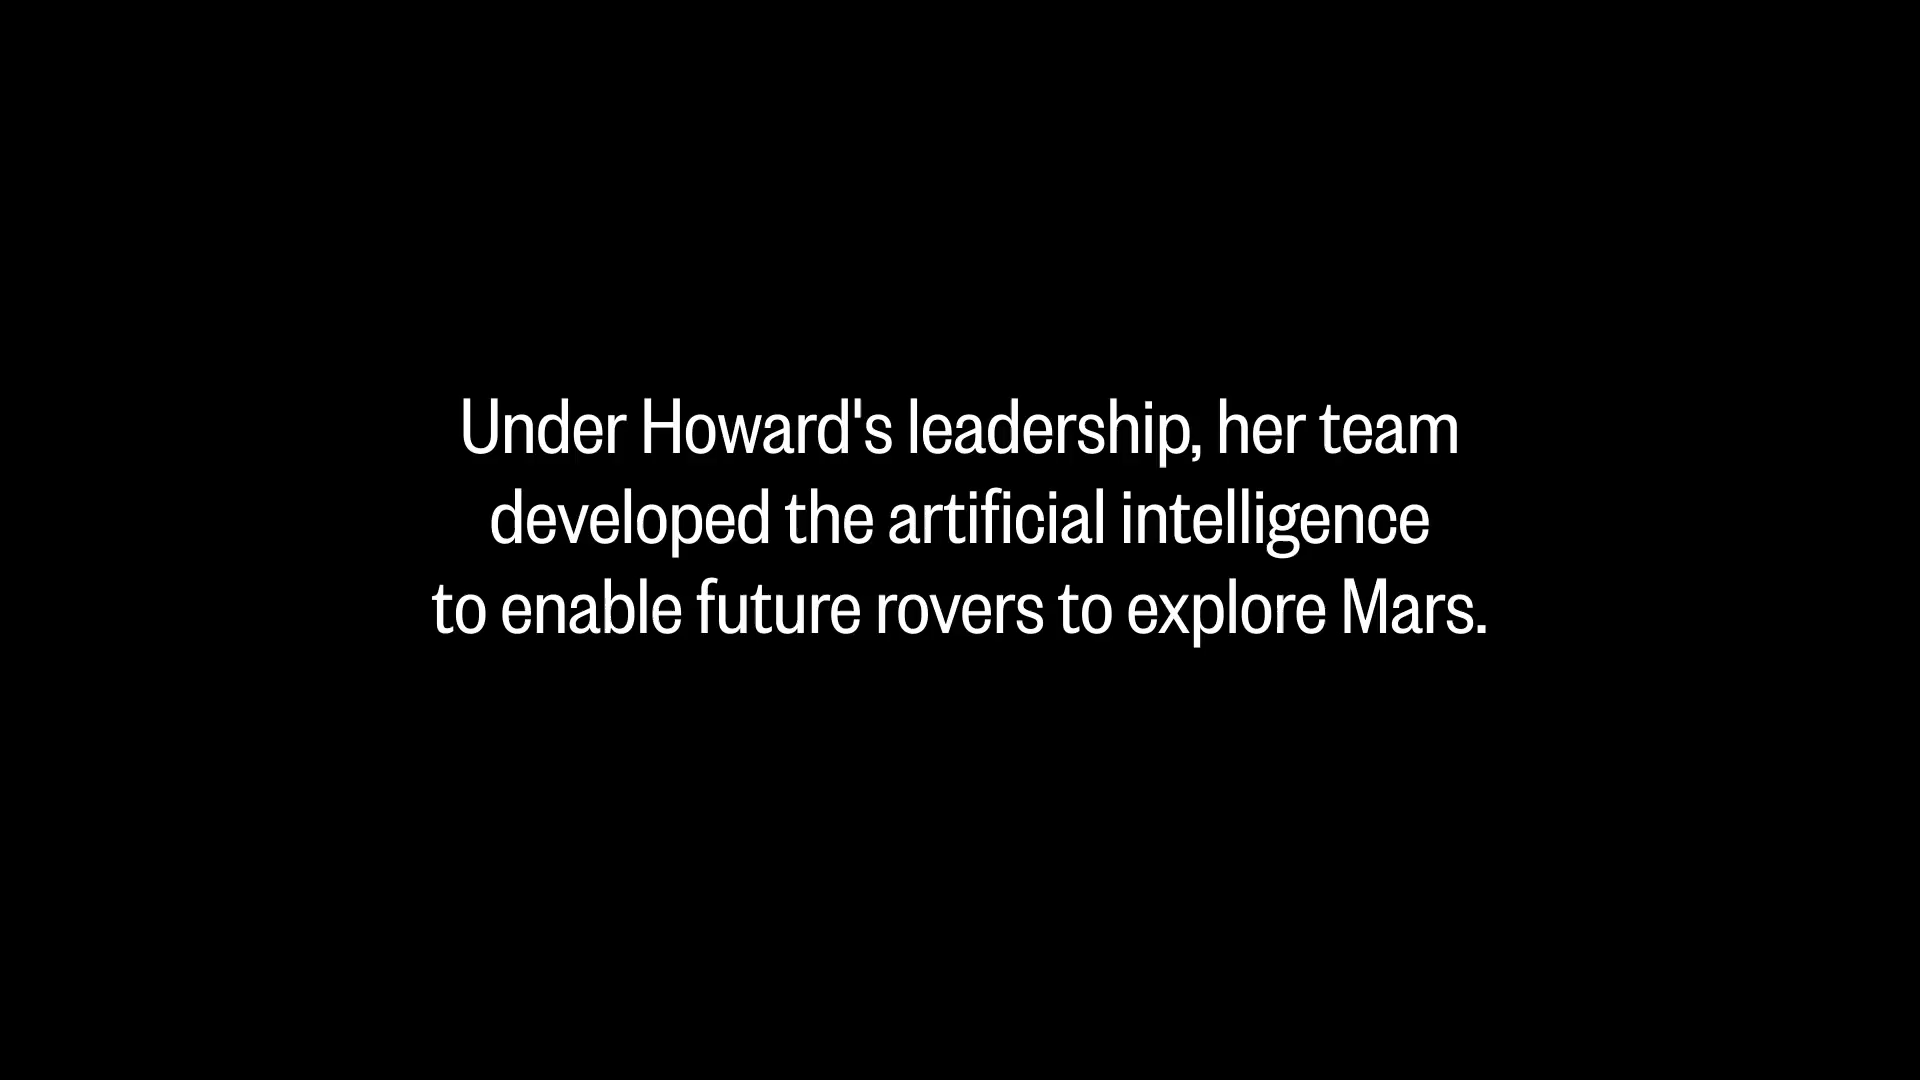 Under Howard's leadership, her team
developed the artificial intelligence
to enable future rovers to explore Mars.